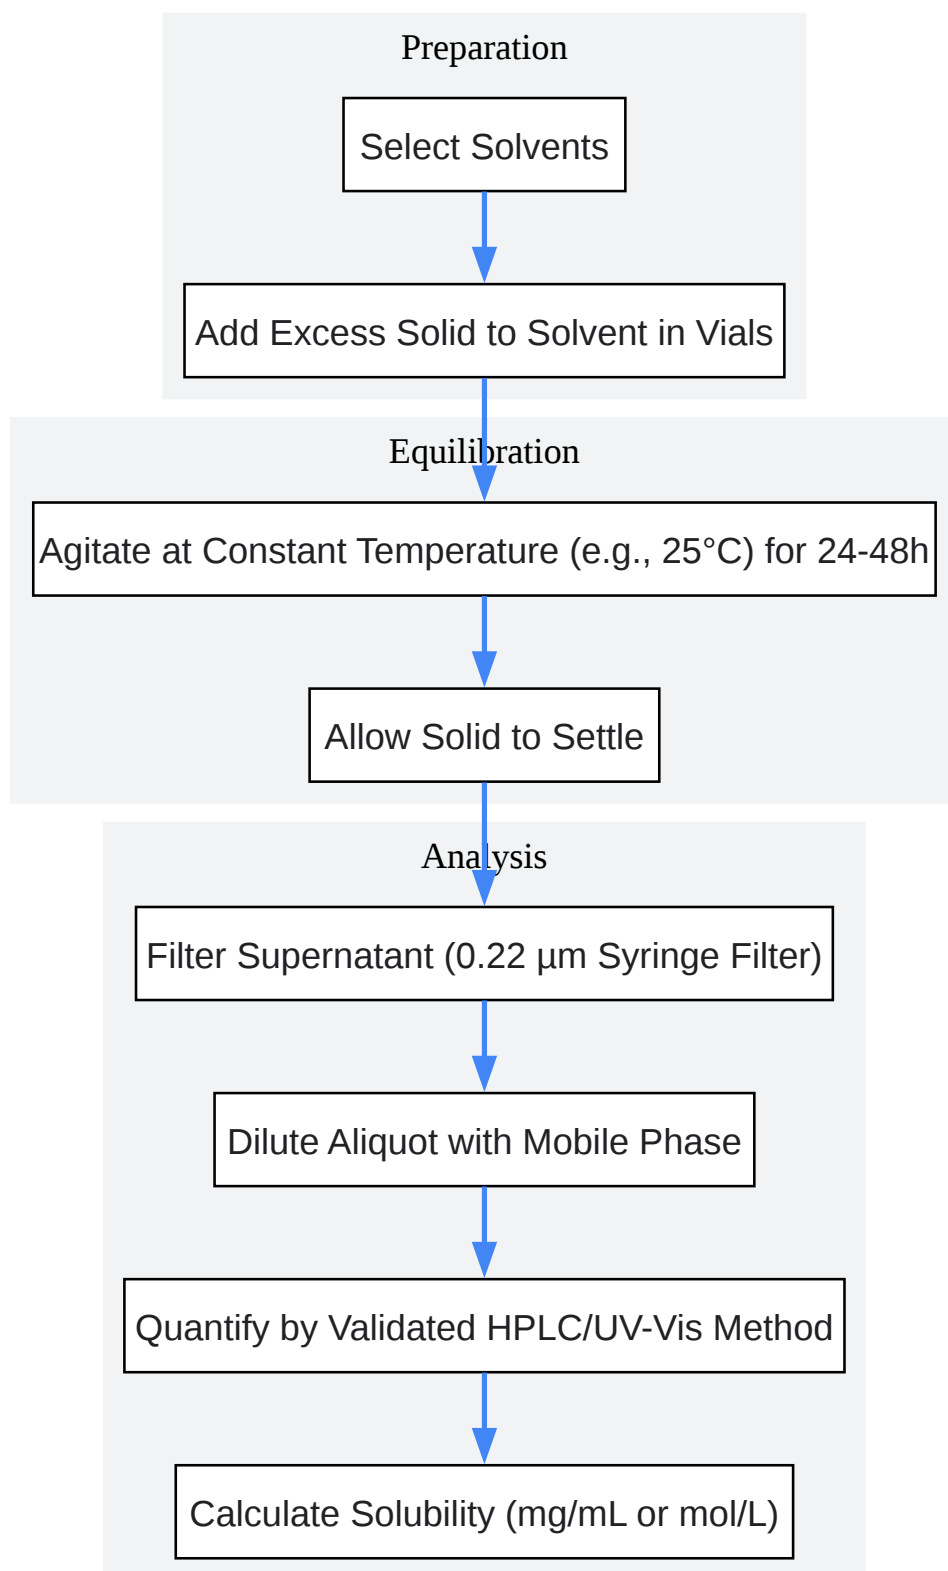 Preparation
Select Solvents
Add Excess Solid to Solvent in Vials
Equilibration
Agitate at Constant Temperature (e.g., 25°C) for 24-48h
Allow Solid to Settle
Analysis
Filter Supernatant (0.22 µm Syringe Filter)
Dilute Aliquot with Mobile Phase
Quantify by Validated HPLC/UV-Vis Method
Calculate Solubility (mg/mL or mol/L)